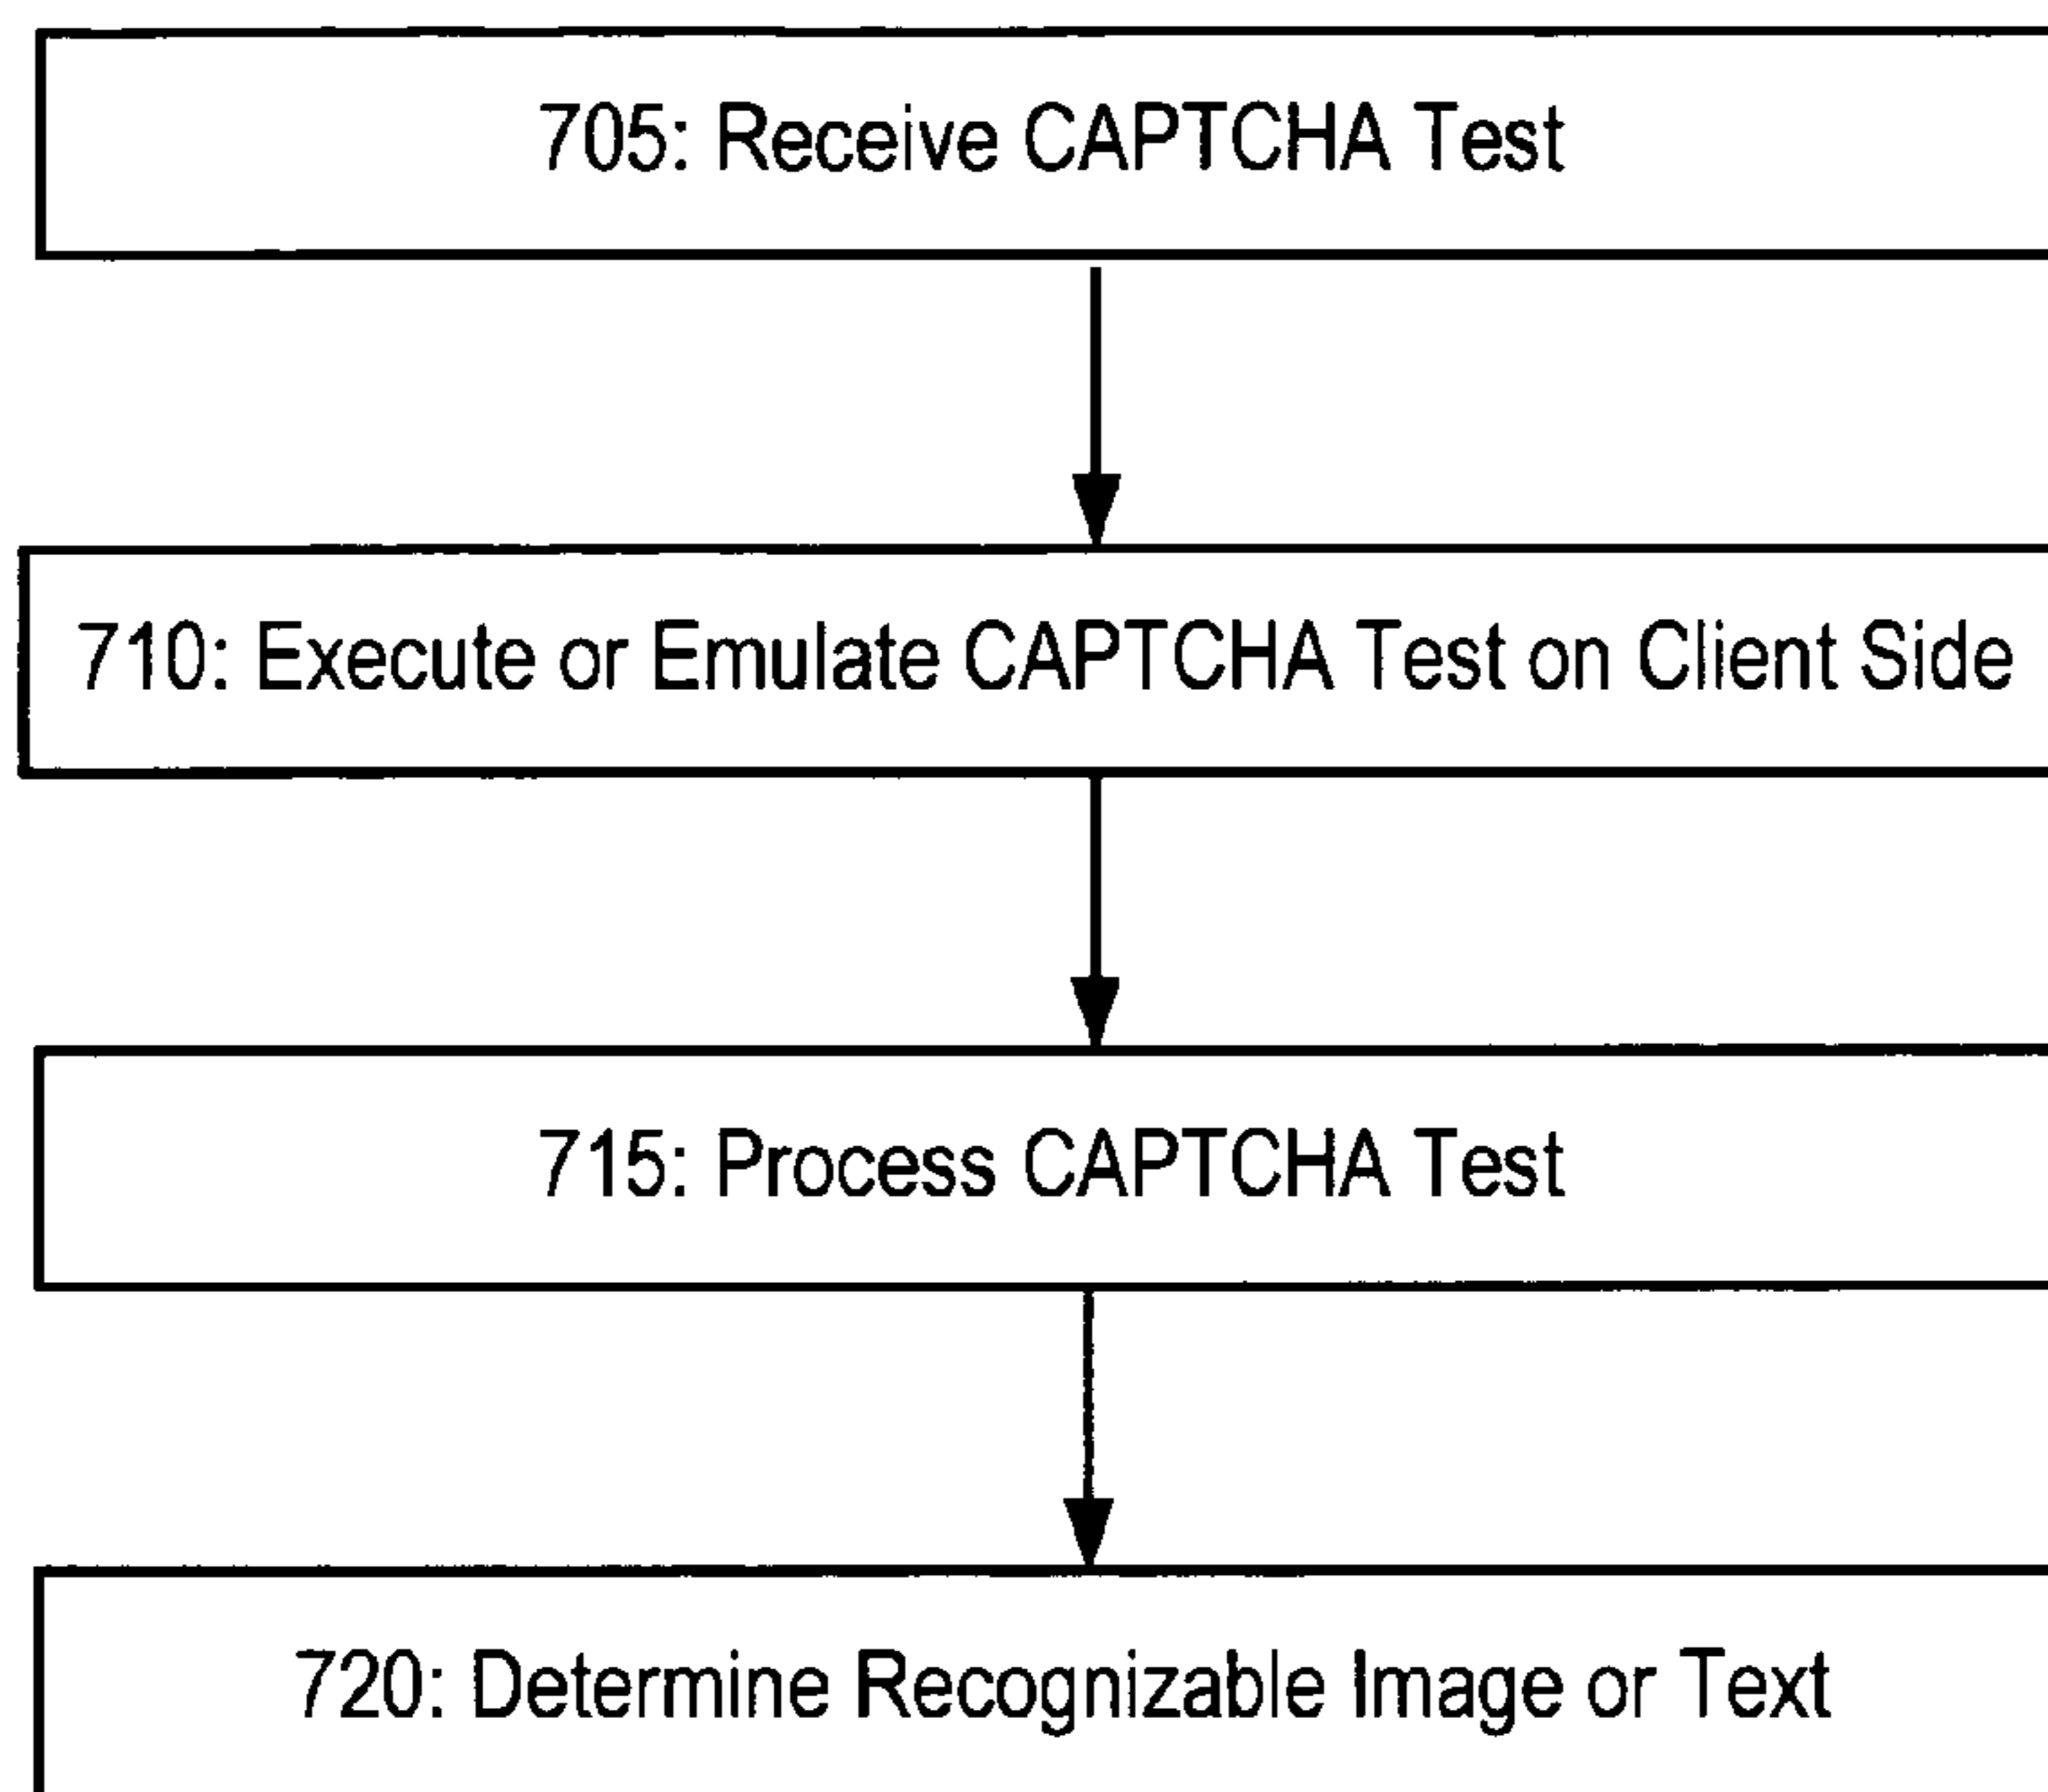 705: Receive CAPTCHA Test
710: Execute or Emulate CAPTCHA Test on Client Side
715: Process CAPTCHA Test
720: Determine Recognizable Image or Text